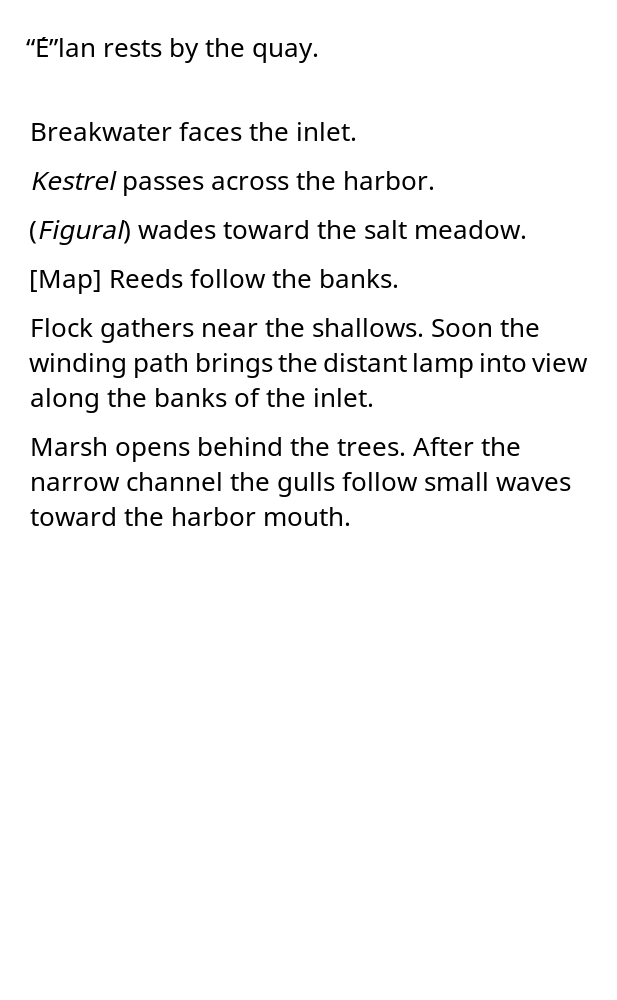 “É”lan rests by the quay.
Breakwater faces the inlet.
Kestrel passes across the harbor.
(Figural) wades toward the salt meadow.
[Map] Reeds follow the banks.
Flock gathers near the shallows. Soon the
winding path brings the distant lamp into view
along the banks of the inlet.
Marsh opens behind the trees. After the
narrow channel the gulls follow small waves
toward the harbor mouth.